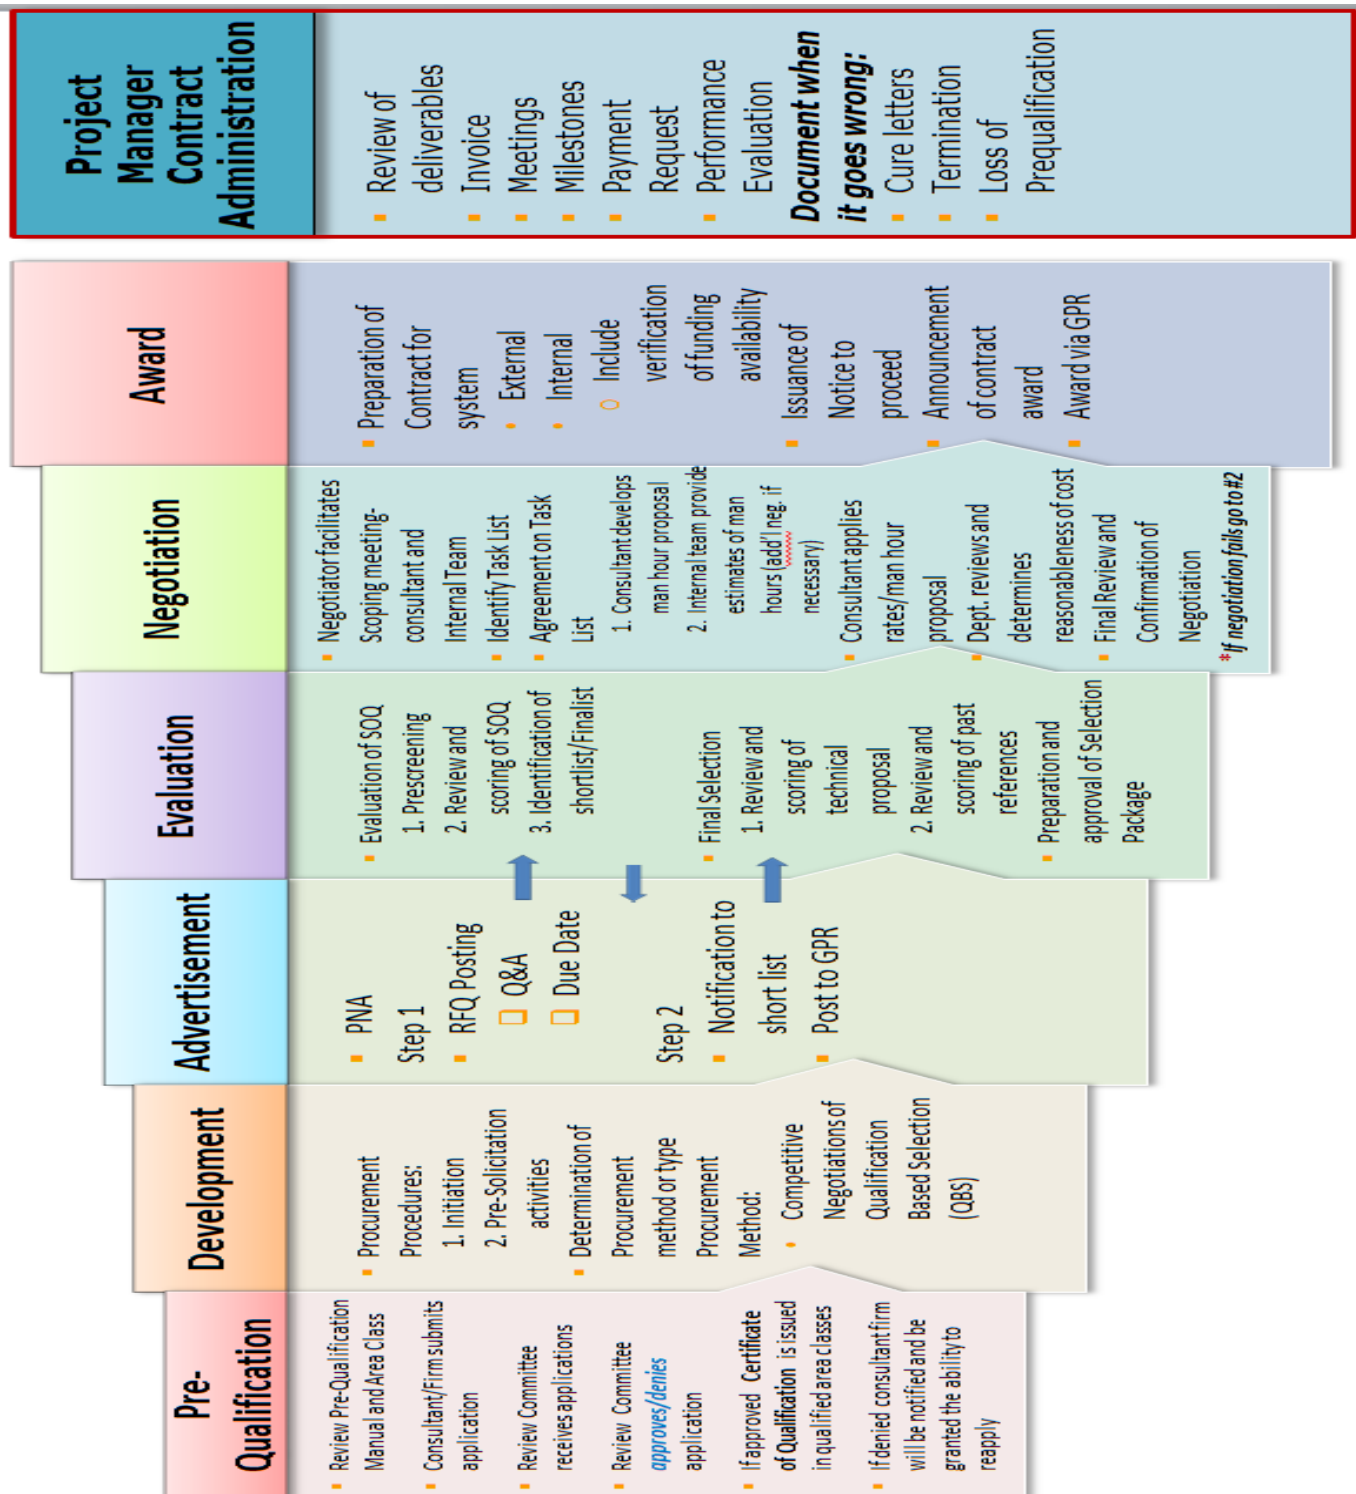 Pre-
Qualification
▪ Review Pre-Qualification
Manual and Area Class
▪ Consultant/Firm submits
application
▪ Review Committee
receives applications
▪ Review Committee
approves/denies
application
▪ If approved Certificate
of Qualification is issued
in qualified area classes
▪ If denied consultant firm
will be notified and be
granted the ability to
reapply
Development
▪ Procurement
Procedures:
1. Initiation
2. Pre-Solicitation
activities
▪ Determination of
Procurement
method or type
Procurement
Method:
• Competitive
Negotiations of
Qualification
Based Selection
(QBS)
Advertisement
▪ PNA
Step 1
▪ RFQ Posting
❑ Q&A
❑ Due Date
Step 2
▪ Notification to
short list
▪ Post to GPR
Evaluation
▪ Evaluation of SOQ
1. Prescreening
2. Review and
scoring of SOQ
3. Identification of
shortlist/Finalist
▪ Final Selection
1. Review and
scoring of
technical
proposal
2. Review and
scoring of past
references
▪ Preparation and
approval of Selection
Package
Negotiation
▪ Negotiator facilitates
Scoping meeting-
consultant and
Internal Team
▪ Identify Task List
▪ Agreement on Task
List
1. Consultant develops
man hour proposal
2. Internal team provide
estimates of man
hours (add'l neg. if
necessary)
▪ Consultant applies
rates/man hour
proposal
▪ Dept. reviews and
determines
reasonableness of cost
▪ Final Review and
Confirmation of
Negotiation
*If negotiation fails go to #2
Award
▪ Preparation of
Contract for
system
• External
• Internal
○ Include
verification
of funding
availability
▪ Issuance of
Notice to
proceed
▪ Announcement
of contract
award
▪ Award via GPR
Project
Manager
Contract
Administration
▪ Review of
deliverables
▪ Invoice
▪ Meetings
▪ Milestones
▪ Payment
Request
▪ Performance
Evaluation
Document when
it goes wrong:
▪ Cure letters
▪ Termination
▪ Loss of
Prequalification